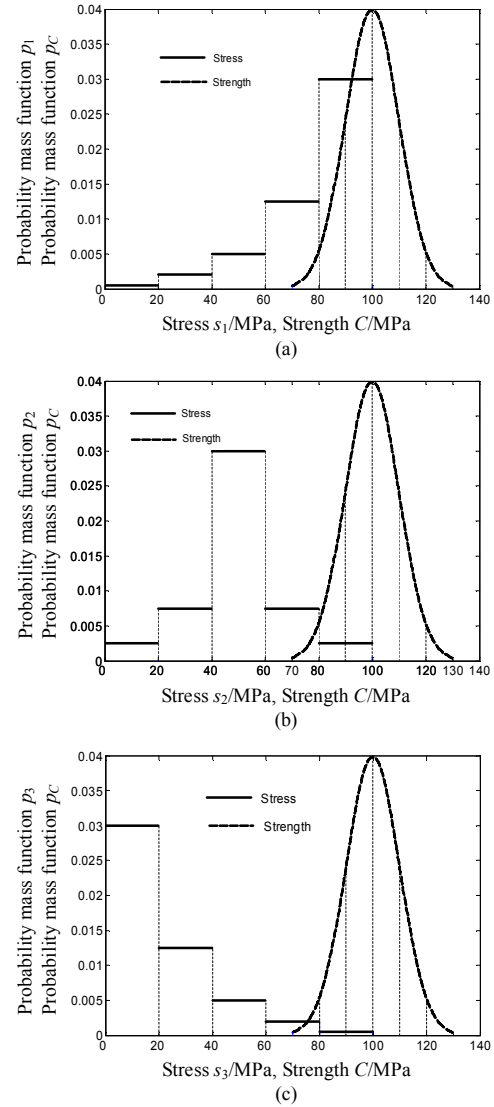 0.04
0.035
0.03
0.025
0.02
0.015
0.01
0.005
0
Probability mass function p1
Probability mass function pC
Stress
Strength
0 20 40 60 80 100 120 140
Stress s1/MPa, Strength C/MPa
(a)
0.04
0.035
0.03
0.025
0.02
0.015
0.01
0.005
0
Probability mass function p2
Probability mass function pC
Stress
Strength
0 20 40 60 70 80 100 120 130 140
Stress s2/MPa, Strength C/MPa
(b)
0.04
0.035
0.03
0.025
0.02
0.015
0.01
0.005
0
Probability mass function p3
Probability mass function pC
Stress
Strength
0 20 40 60 80 100 120 140
Stress s3/MPa, Strength C/MPa
(c)